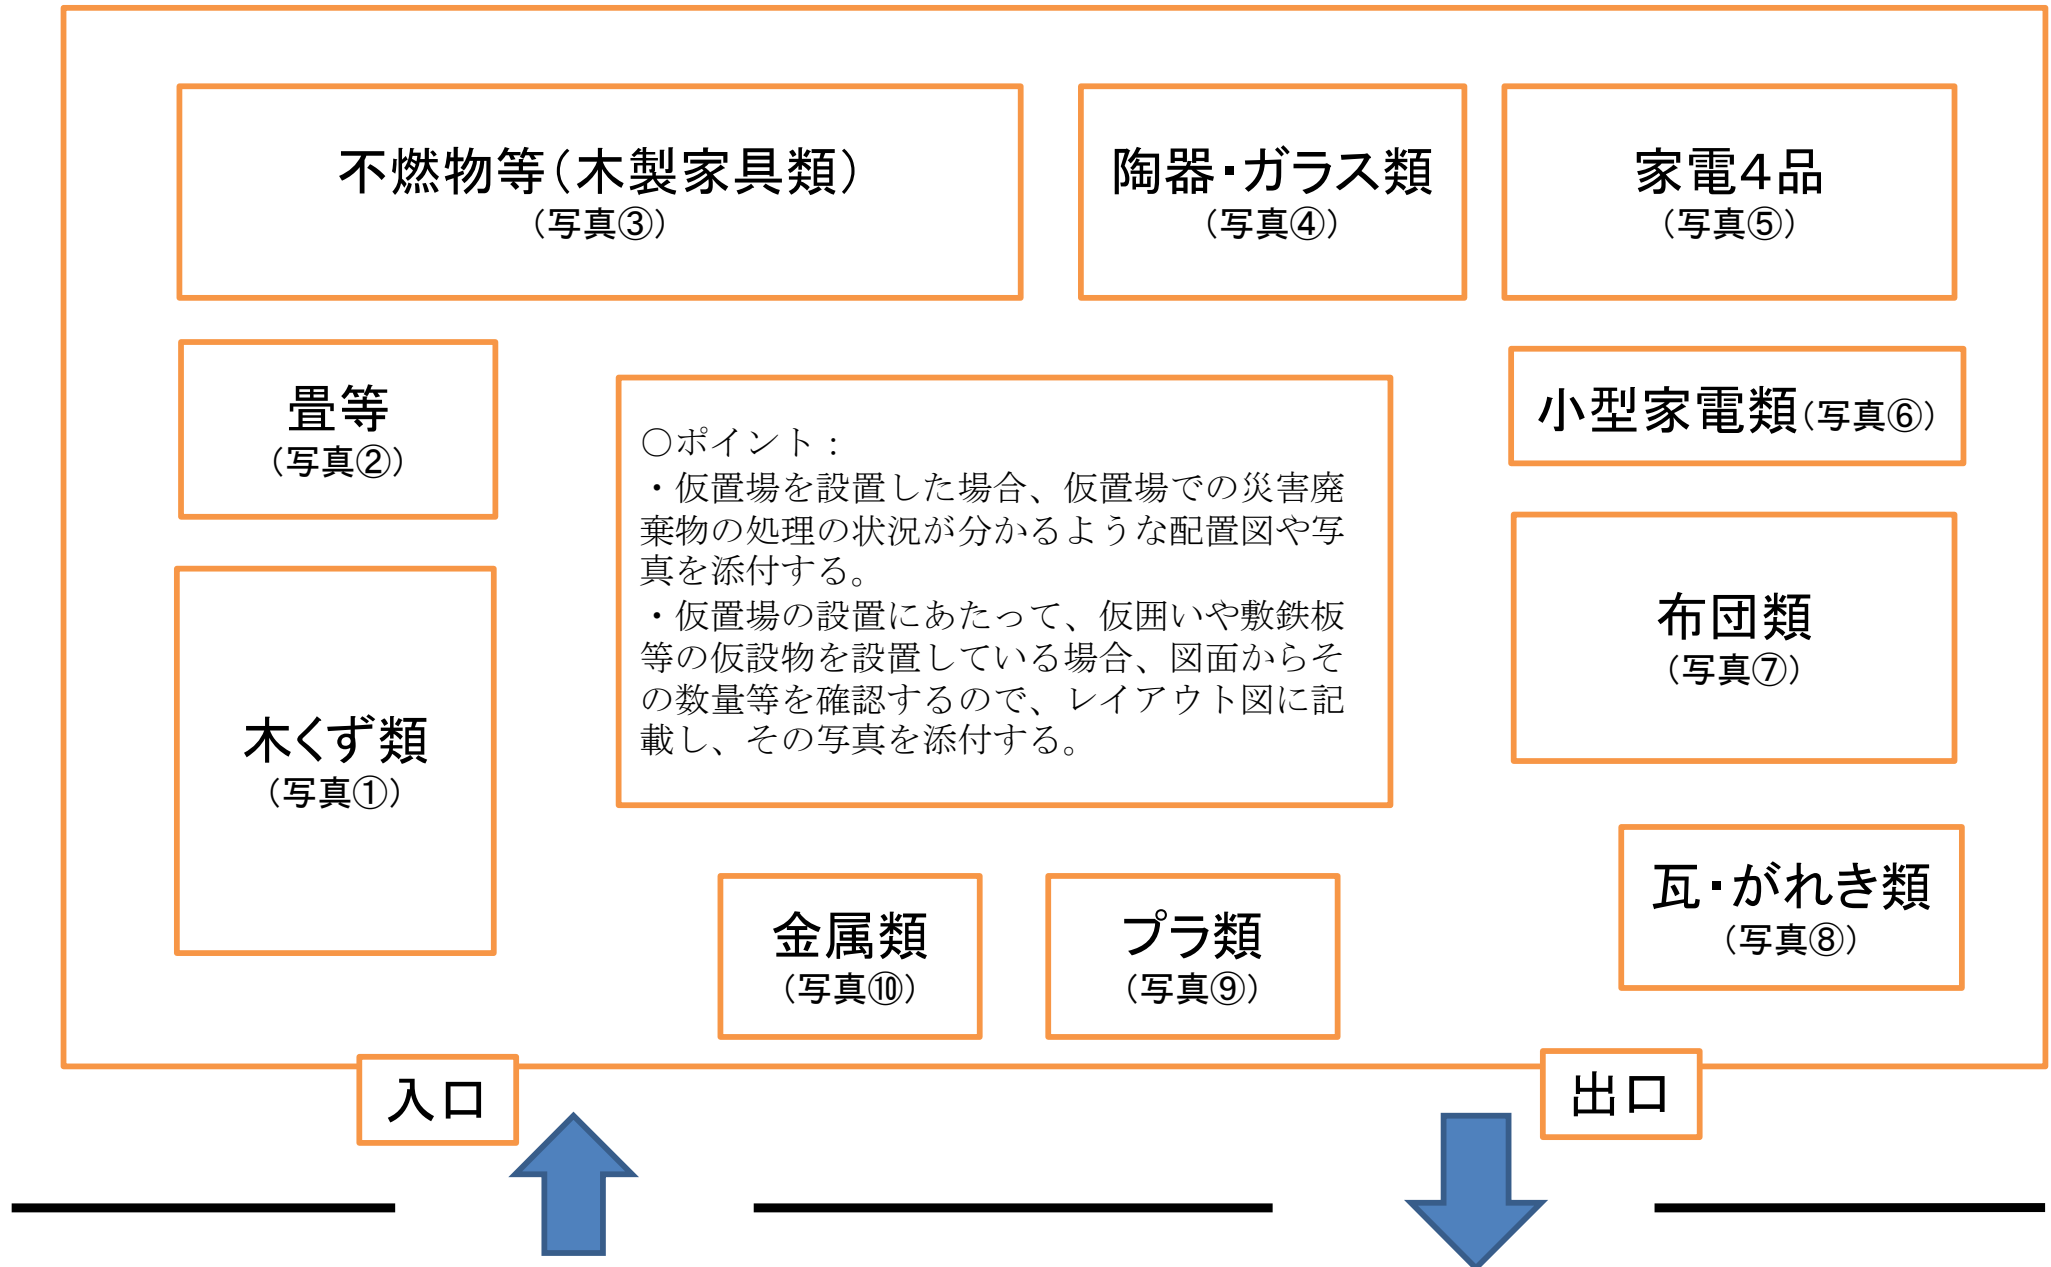 不燃物等(木製家具類)
(写真③)
陶器・ガラス類
(写真④)
家電4品
(写真⑤)
畳等
(写真②)
小型家電類(写真⑥)
○ポイント:
・仮置場を設置した場合、仮置場での災害廃
棄物の処理の状況が分かるような配置図や写
真を添付する。
・仮置場の設置にあたって、仮囲いや敷鉄板
等の仮設物を設置している場合、図面からそ
の数量等を確認するので、レイアウト図に記
載し、その写真を添付する。
布団類
(写真⑦)
木くず類
(写真①)
瓦・がれき類
(写真⑧)
金属類
(写真⑩)
プラ類
(写真⑨)
入口
出口